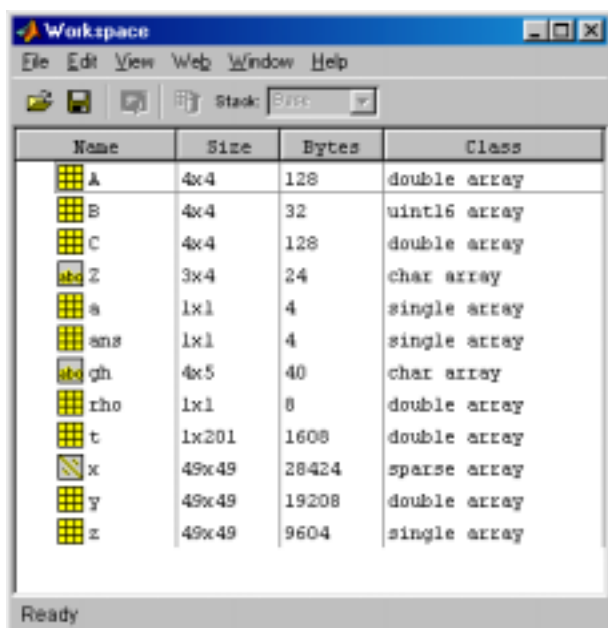 Workspace
File Edit View Web Window Help
Stack: Base
Name Size Bytes Class
A 4x4 128 double array
B 4x4 32 uint16 array
C 4x4 128 double array
abc Z 3x4 24 char array
a 1x1 4 single array
ans 1x1 4 single array
abc gh 4x5 40 char array
rho 1x1 8 double array
t 1x201 1608 double array
x 49x49 28424 sparse array
y 49x49 19208 double array
z 49x49 9604 single array
Ready